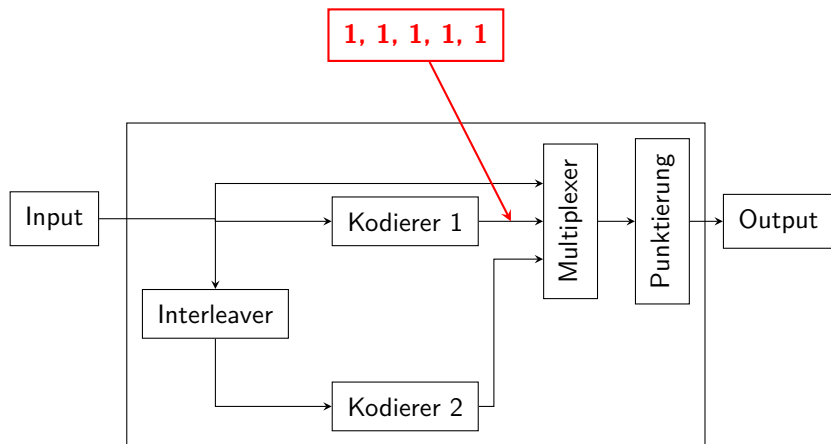 1, 1, 1, 1, 1
Input
Kodierer 1
Multiplexer
Punktierung
Output
Interleaver
Kodierer 2